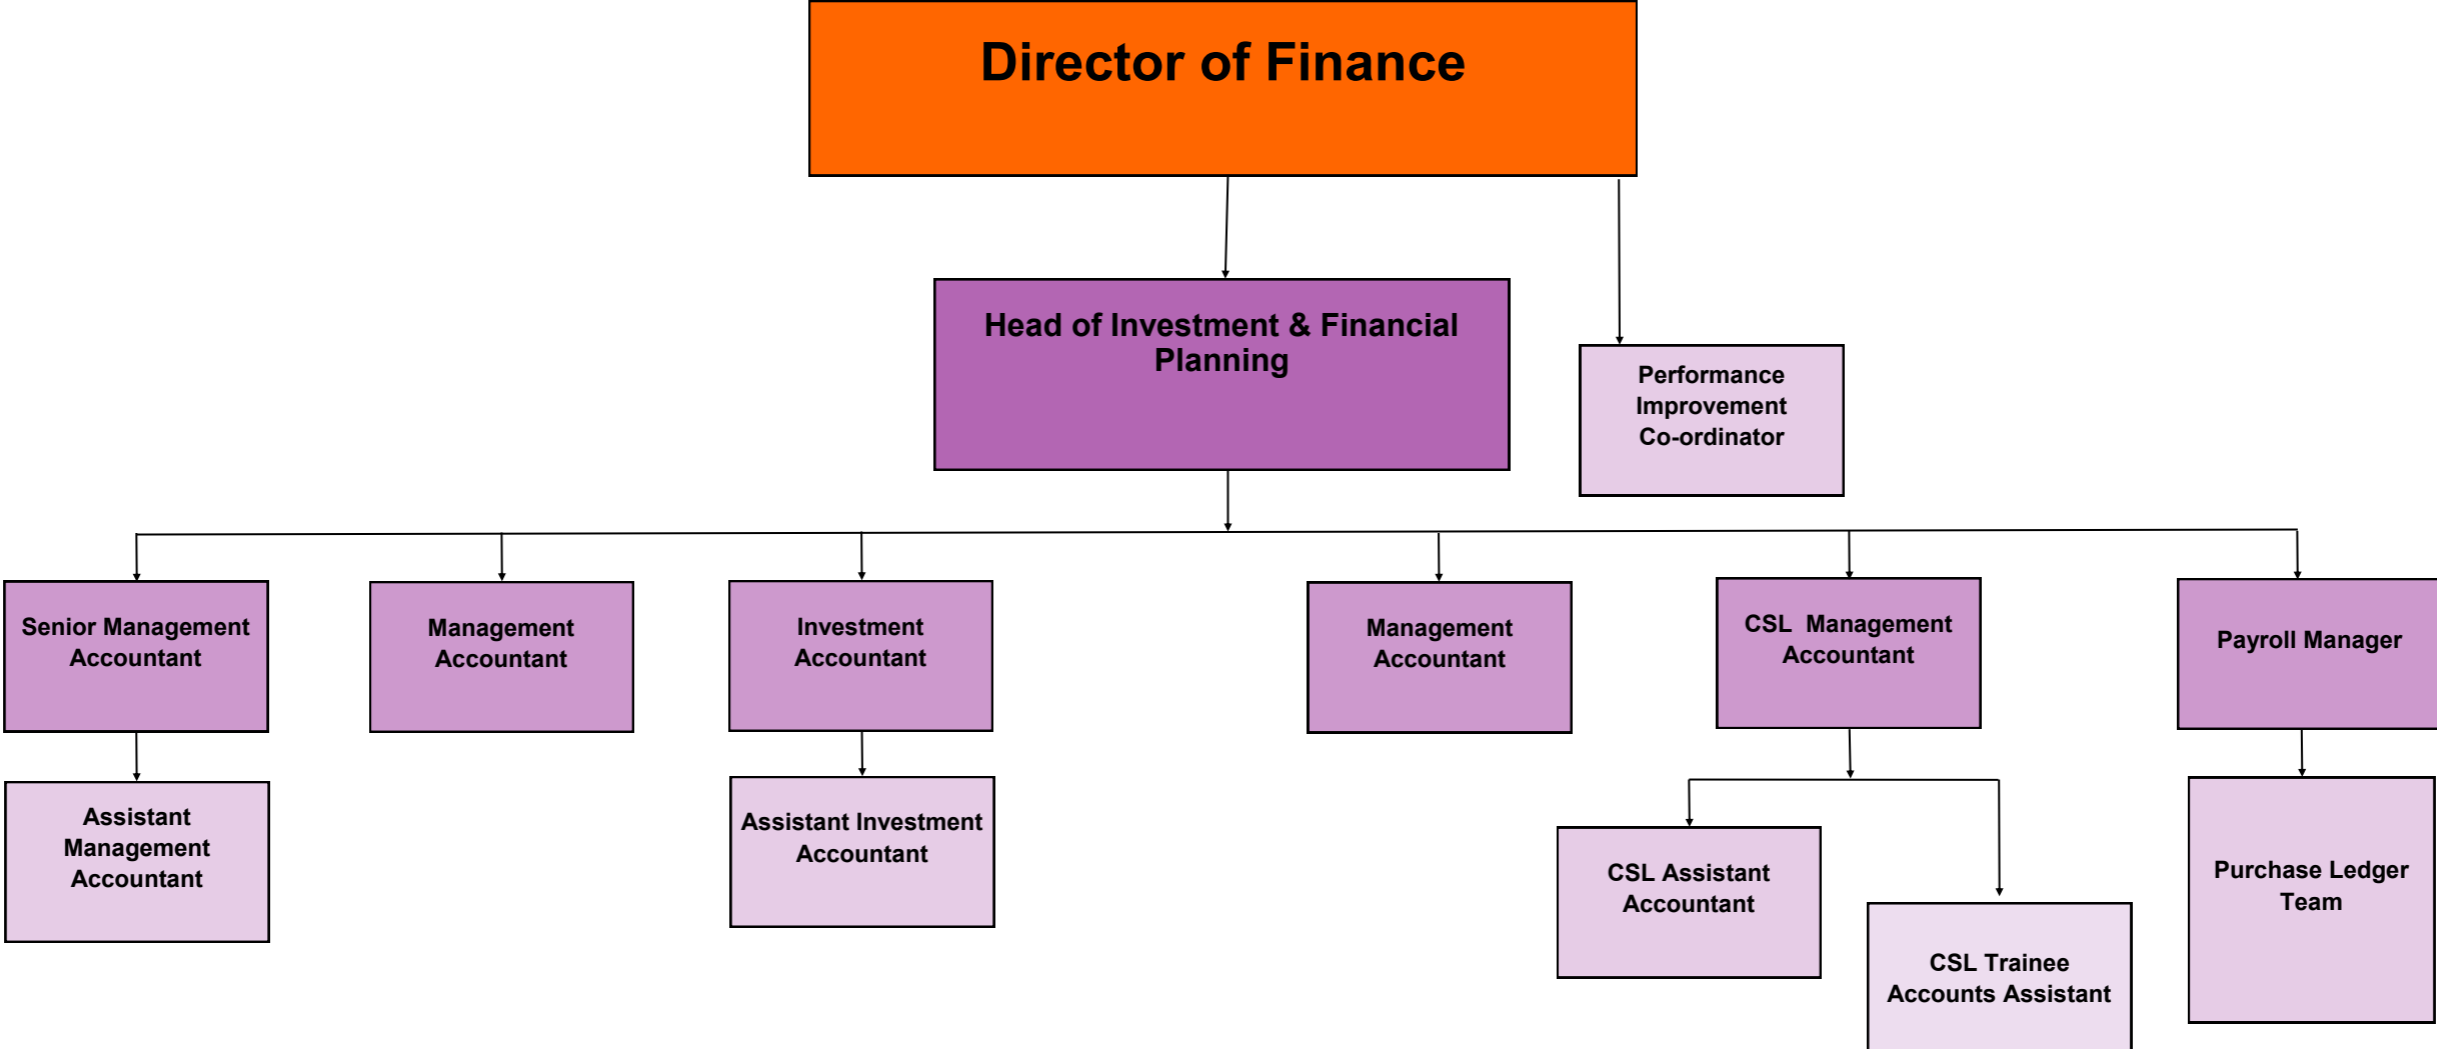 Director of Finance
Head of Investment & Financial
Planning
Performance
Improvement
Co-ordinator
Senior Management
Accountant
Management
Accountant
Investment
Accountant
Management
Accountant
CSL  Management
Accountant
Payroll Manager
Assistant
Management
Accountant
Assistant Investment
Accountant
CSL Assistant
Accountant
CSL Trainee
Accounts Assistant
Purchase Ledger
Team